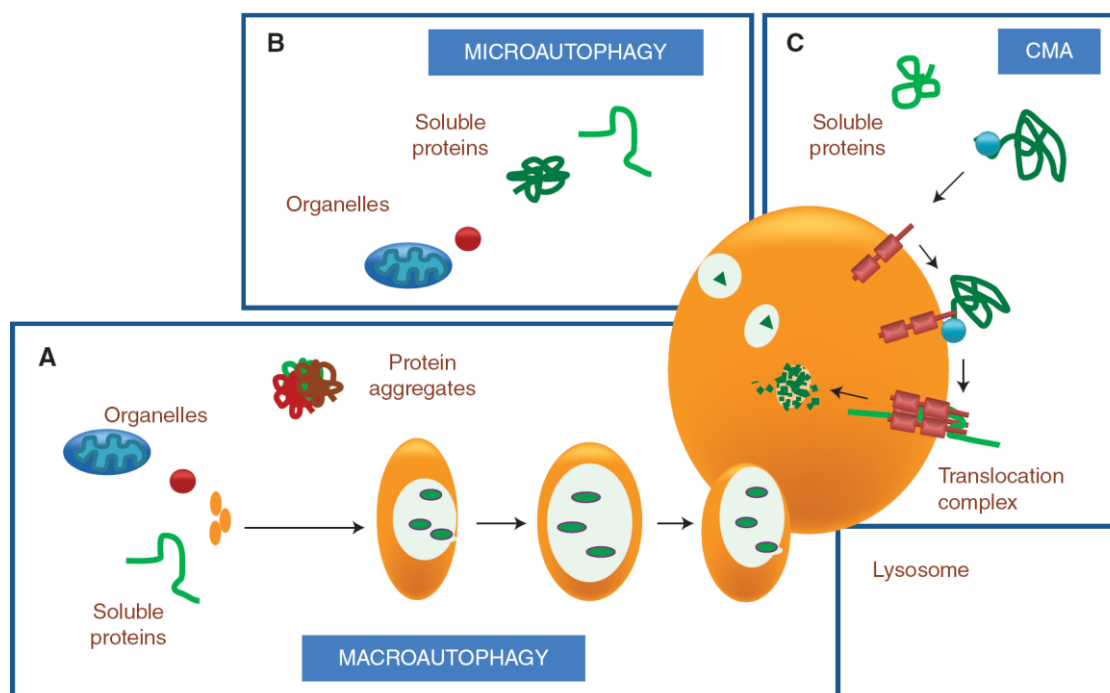 B
MICROAUTOPHAGY
Soluble
proteins
Organelles
C
CMA
Soluble
proteins
Translocation
complex
Lysosome
A
Protein
aggregates
Organelles
Soluble
proteins
MACROAUTOPHAGY